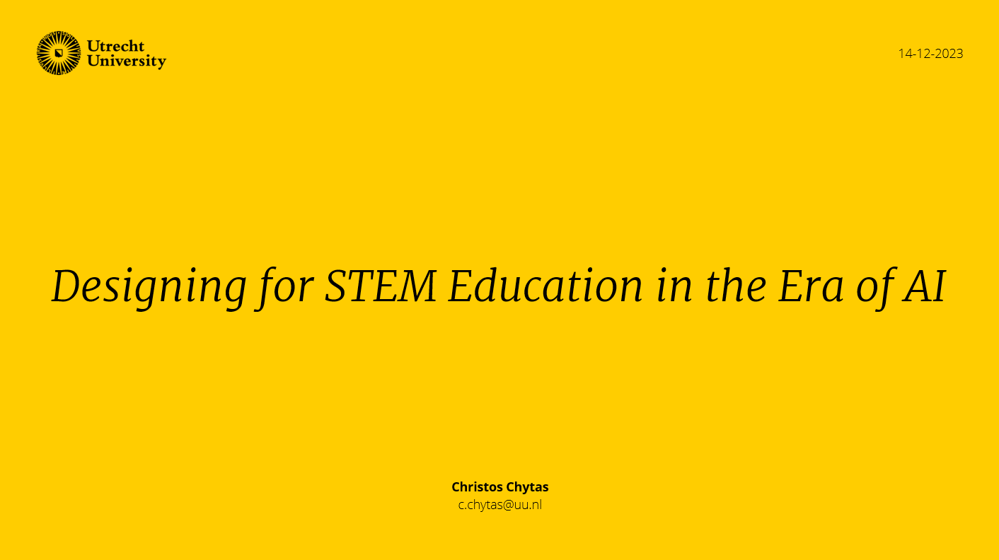 Utrecht
University
14-12-2023
Designing for STEM Education in the Era of AI
Christos Chytas
c.chytas@uu.nl